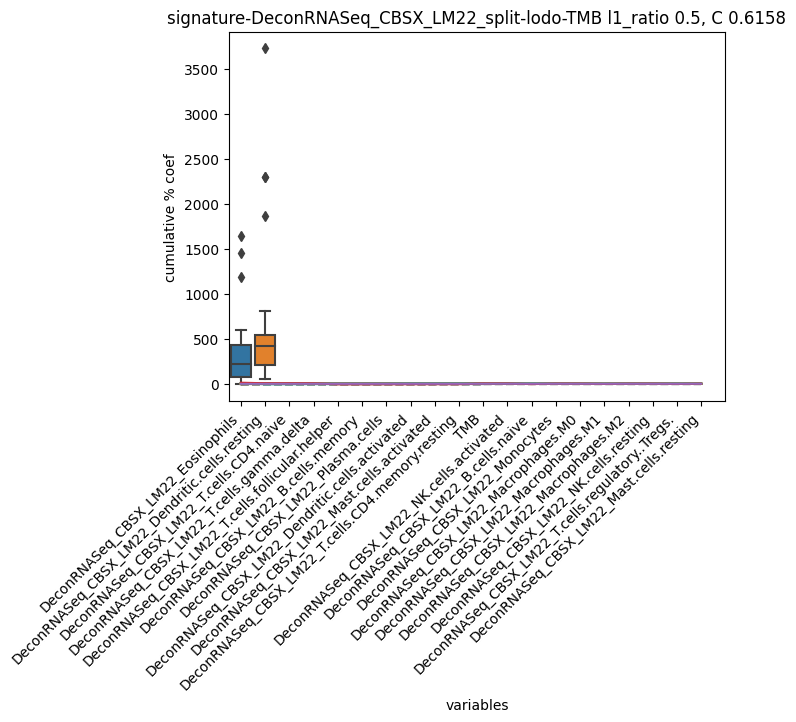 signature-DeconRNASeq_CBSX_LM22_split-lodo-TMB l1_ratio 0.5, C 0.6158
3500
3000
2500
2000
1500
1000
500
0
cumulative % coef
DeconRNASeq_CBSX_LM22_Eosinophils
DeconRNASeq_CBSX_LM22_Dendritic.cells.resting
DeconRNASeq_CBSX_LM22_T.cells.CD4.naive
DeconRNASeq_CBSX_LM22_T.cells.gamma.delta
DeconRNASeq_CBSX_LM22_T.cells.follicular.helper
DeconRNASeq_CBSX_LM22_B.cells.memory
DeconRNASeq_CBSX_LM22_Plasma.cells
DeconRNASeq_CBSX_LM22_Dendritic.cells.activated
DeconRNASeq_CBSX_LM22_Mast.cells.activated
DeconRNASeq_CBSX_LM22_T.cells.CD4.memory.resting
TMB
DeconRNASeq_CBSX_LM22_NK.cells.activated
DeconRNASeq_CBSX_LM22_B.cells.naive
DeconRNASeq_CBSX_LM22_Monocytes
DeconRNASeq_CBSX_LM22_Macrophages.M0
DeconRNASeq_CBSX_LM22_Macrophages.M1
DeconRNASeq_CBSX_LM22_Macrophages.M2
DeconRNASeq_CBSX_LM22_NK.cells.resting
DeconRNASeq_CBSX_LM22_T.cells.regulatory..Tregs.
DeconRNASeq_CBSX_LM22_Mast.cells.resting
variables